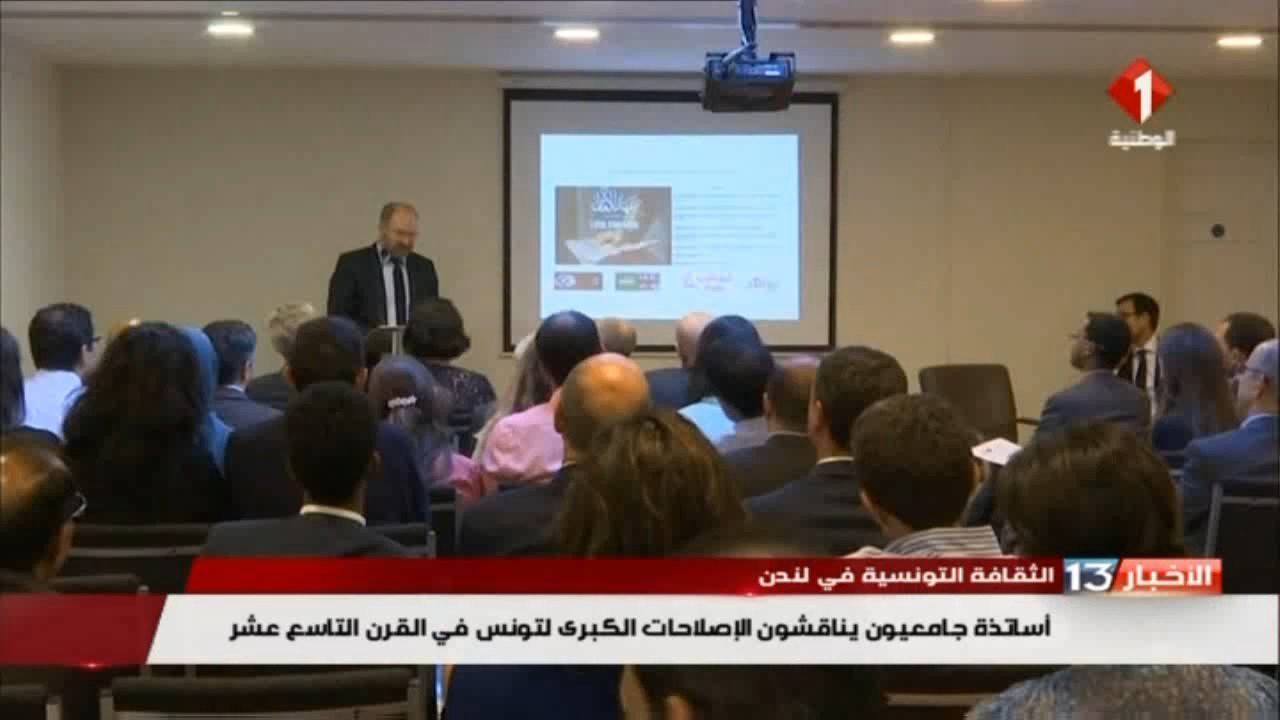 1
الوطنية
الأخبار 13 الثقافة التونسية في لندن
أساتذة جامعيون يناقشون الإصلاحات الكبرى لتونس في القرن التاسع عشر